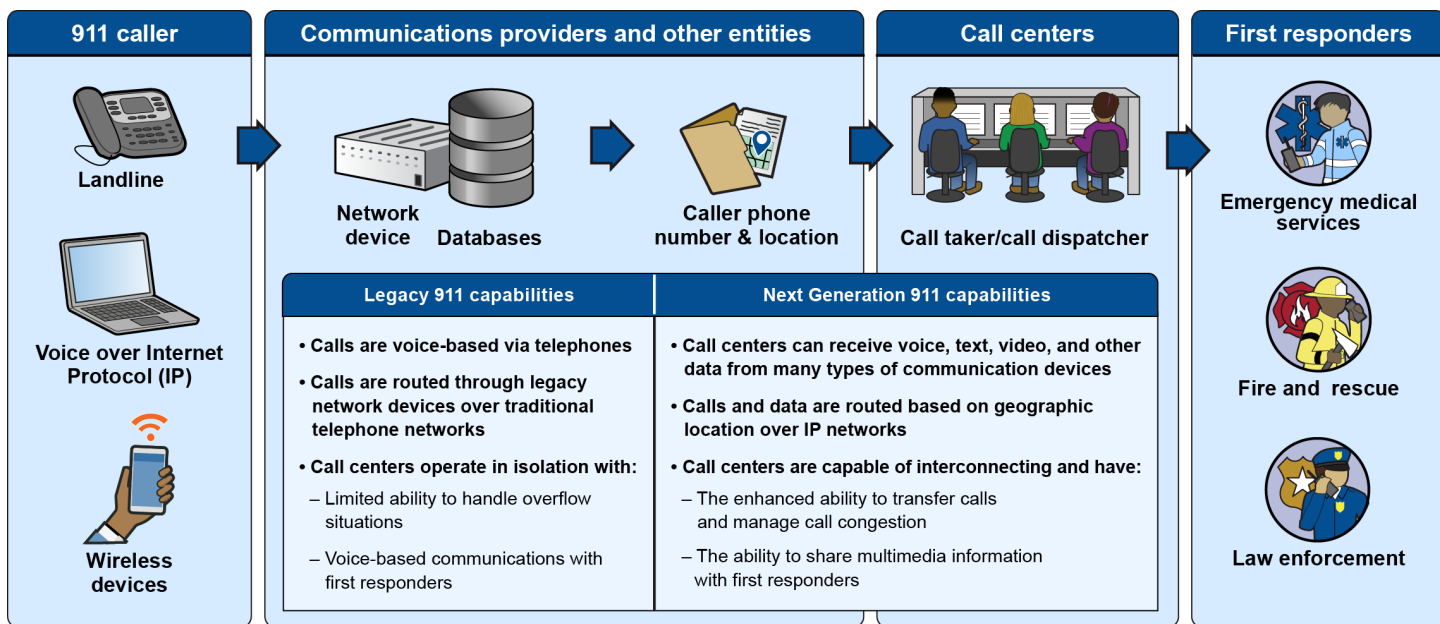 911 caller
Landline
Voice over Internet
Protocol (IP)
Wireless
devices
Communications providers and other entities
Network
device
Databases
Caller phone
number & location
Call centers
Call taker/call dispatcher
Legacy 911 capabilities
• Calls are voice-based via telephones
• Calls are routed through legacy
network devices over traditional
telephone networks
• Call centers operate in isolation with:
– Limited ability to handle overflow
situations
– Voice-based communications with
first responders
Next Generation 911 capabilities
• Call centers can receive voice, text, video, and other
data from many types of communication devices
• Calls and data are routed based on geographic
location over IP networks
• Call centers are capable of interconnecting and have:
– The enhanced ability to transfer calls
and manage call congestion
– The ability to share multimedia information
with first responders
First responders
Emergency medical
services
Fire and rescue
Law enforcement